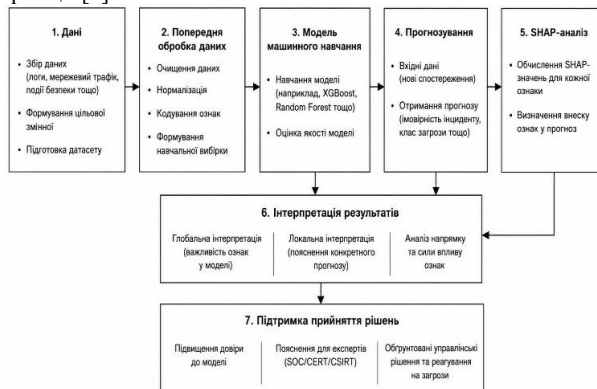 1. Дані
Збір даних
(логи, мережевий трафік,
події безпеки тощо)
Формування цільової
змінної
Підготовка датасету
2. Попередня
обробка даних
Очищення даних
Нормалізація
Кодування ознак
Формування
навчальної вибірки
3. Модель
машинного навчання
Навчання моделі
(наприклад, XGBoost,
Random Forest тощо)
Оцінка якості моделі
4. Прогнозування
Вхідні дані
(нові спостереження)
Отримання прогнозу
(імовірність інциденту,
клас загрози тощо)
5. SHAP-аналіз
Обчислення SHAP-
значень для кожної
ознаки
Визначення внеску
ознак у прогноз
6. Інтерпретація результатів
Глобальна інтерпретація
(важливість ознак
у моделі)
Локальна інтерпретація
(пояснення конкретного
прогнозу)
Аналіз напрямку
та сили впливу
ознак
7. Підтримка прийняття рішень
Підвищення довіри
до моделі
Пояснення для експертів
(SOC/CERT/CSIRT)
Обґрунтовані управлінські
рішення та реагування
на загрози